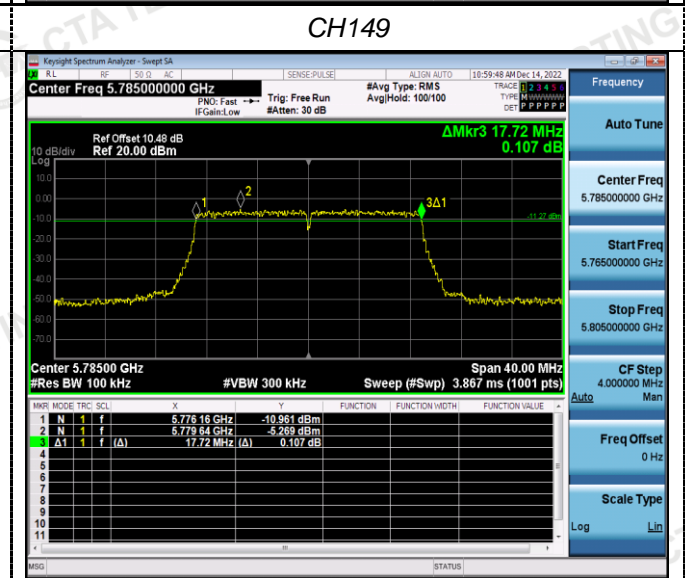 CH149
Keysight Spectrum Analyzer - Swept SA
RL RF 50 Ω AC SENSE:PULSE ALIGN AUTO 10:59:48 AM Dec 14, 2022
Center Freq 5.785000000 GHz
PNO: Fast
IFGain:Low
Trig: Free Run
#Atten: 30 dB
#Avg Type: RMS
Avg|Hold: 100/100
TRACE 1 2 3 4 5 6
TYPE M W W W W W
DET P P P P P P
Ref Offset 10.48 dB
Ref 20.00 dBm
10 dB/div
Log
ΔMkr3 17.72 MHz
0.107 dB
10.0
0.00
-10.0
-20.0
-30.0
-40.0
-50.0
-60.0
-70.0
1
2
3Δ1
-11.27 dBm
Center 5.78500 GHz Span 40.00 MHz
#Res BW 100 kHz #VBW 300 kHz Sweep (#Swp) 3.867 ms (1001 pts)
MKR MODE TRC SCL X Y FUNCTION FUNCTION WIDTH FUNCTION VALUE
1 N 1 f 5.776 16 GHz -10.961 dBm
2 N 1 f 5.779 64 GHz -5.269 dBm
3 Δ1 1 f (Δ) 17.72 MHz (Δ) 0.107 dB
4
5
6
7
8
9
10
11
MSG STATUS
Frequency
Auto Tune
Center Freq
5.785000000 GHz
Start Freq
5.765000000 GHz
Stop Freq
5.805000000 GHz
CF Step
4.000000 MHz
Auto Man
Freq Offset
0 Hz
Scale Type
Log Lin